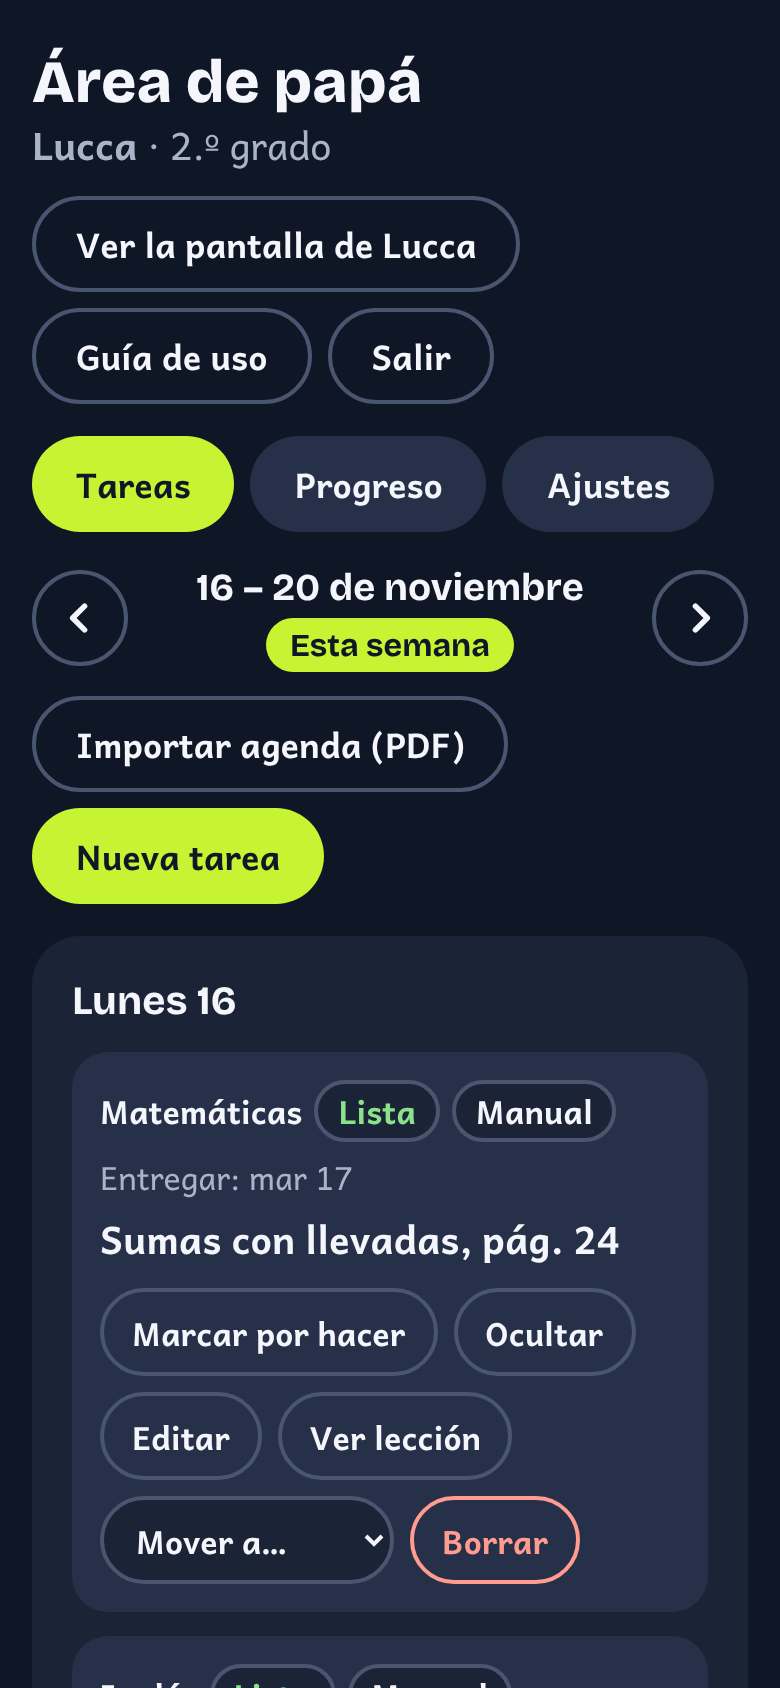 Área de papá
Lucca · 2.º grado
Ver la pantalla de Lucca
Guía de uso
Salir
Tareas
Progreso
Ajustes
16 – 20 de noviembre
Esta semana
Importar agenda (PDF)
Nueva tarea
Lunes 16
Matemáticas Lista Manual
Entregar: mar 17
Sumas con llevadas, pág. 24
Marcar por hacer
Ocultar
Editar
Ver lección
Mover a...
Borrar